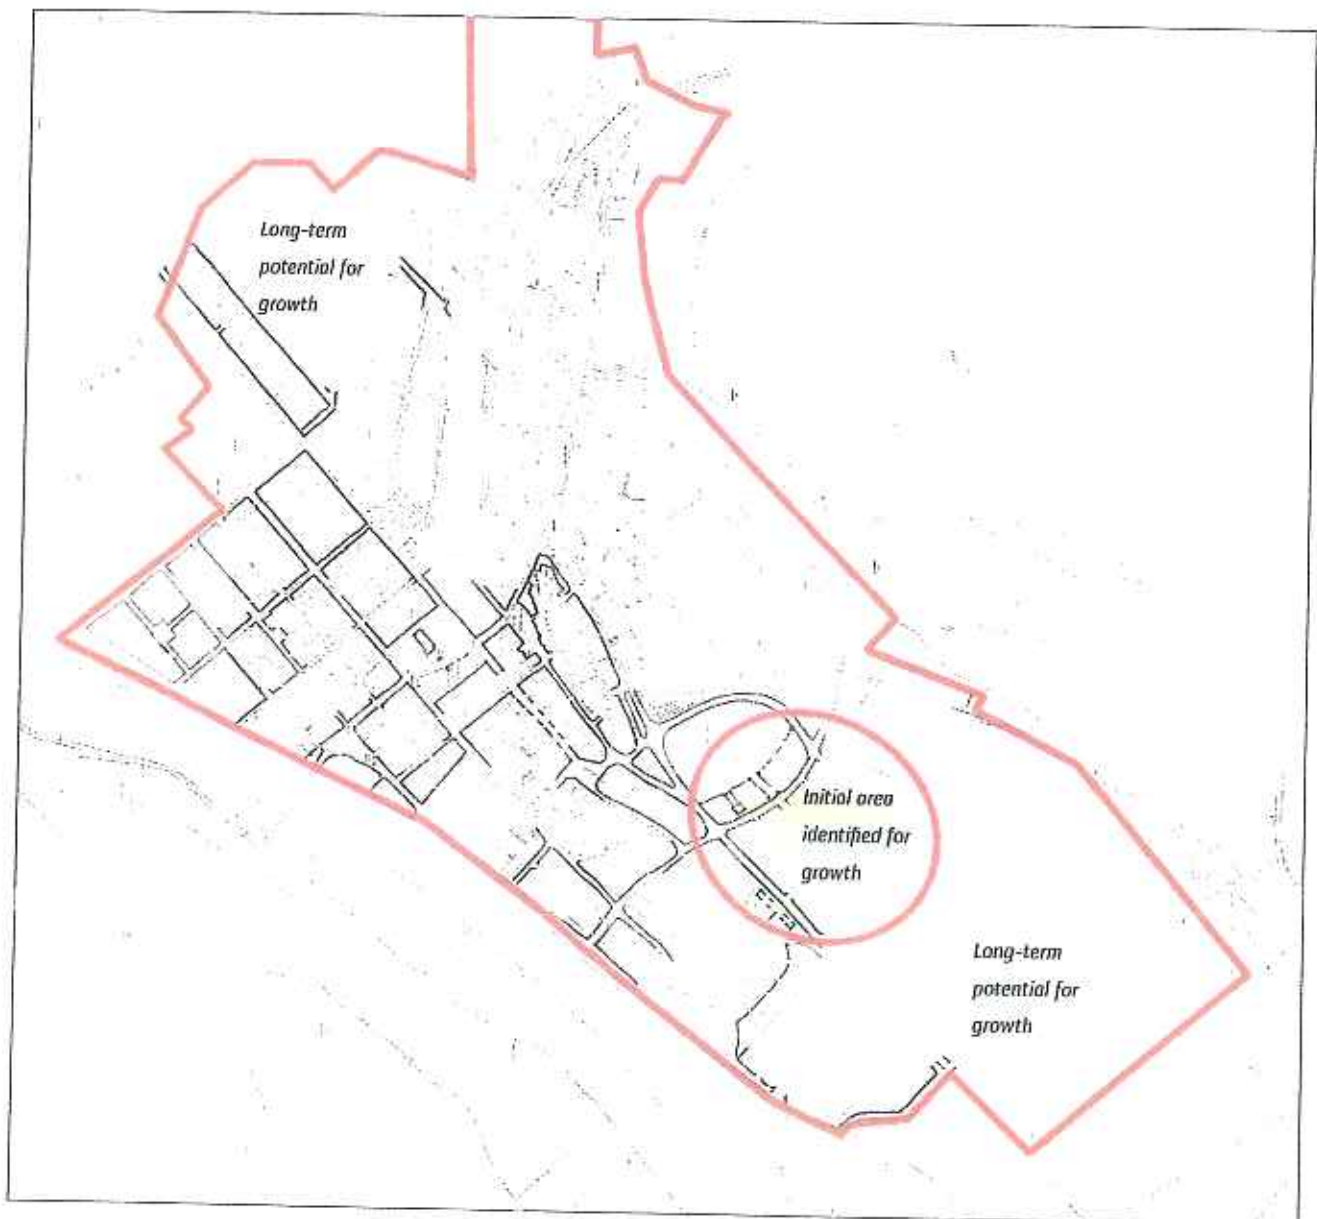 Long-term
potential for
growth
Initial area
identified for
growth
Long-term
potential for
growth